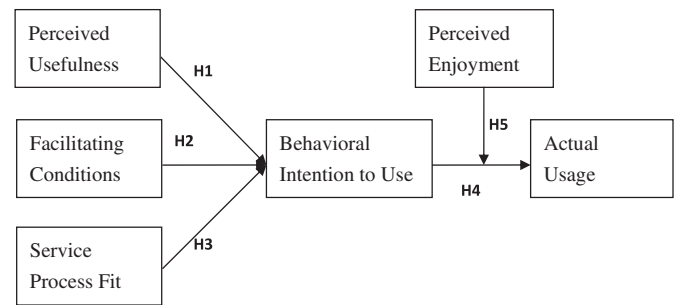 Perceived
Usefulness
Perceived
Enjoyment
H1
H5
Facilitating
Conditions
H2
Behavioral
Intention to Use
Actual
Usage
H4
H3
Service
Process Fit